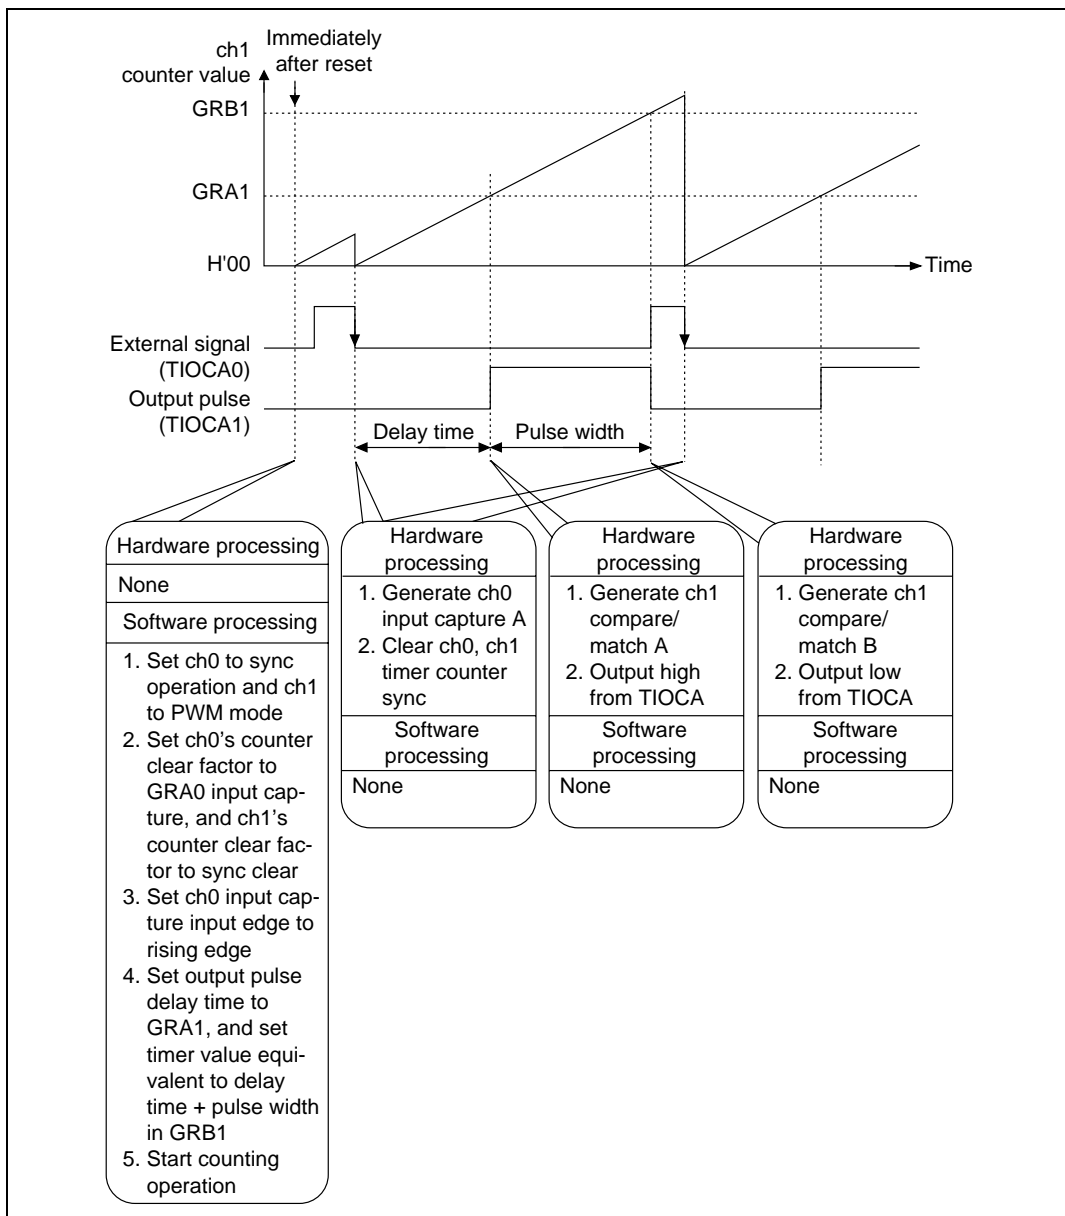 Immediately
after reset
ch1
counter value
GRB1
GRA1
H'00
Time
External signal
(TIOCA0)
Output pulse
(TIOCA1)
Delay time
Pulse width
Hardware processing
None
Software processing
1. Set ch0 to sync
operation and ch1
to PWM mode
2. Set ch0's counter
clear factor to
GRA0 input cap-
ture, and ch1's
counter clear fac-
tor to sync clear
3. Set ch0 input cap-
ture input edge to
rising edge
4. Set output pulse
delay time to
GRA1, and set
timer value equi-
valent to delay
time + pulse width
in GRB1
5. Start counting
operation
Hardware
processing
1. Generate ch0
input capture A
2. Clear ch0, ch1
timer counter
sync
Software
processing
None
Hardware
processing
1. Generate ch1
compare/
match A
2. Output high
from TIOCA
Software
processing
None
Hardware
processing
1. Generate ch1
compare/
match B
2. Output low
from TIOCA
Software
processing
None